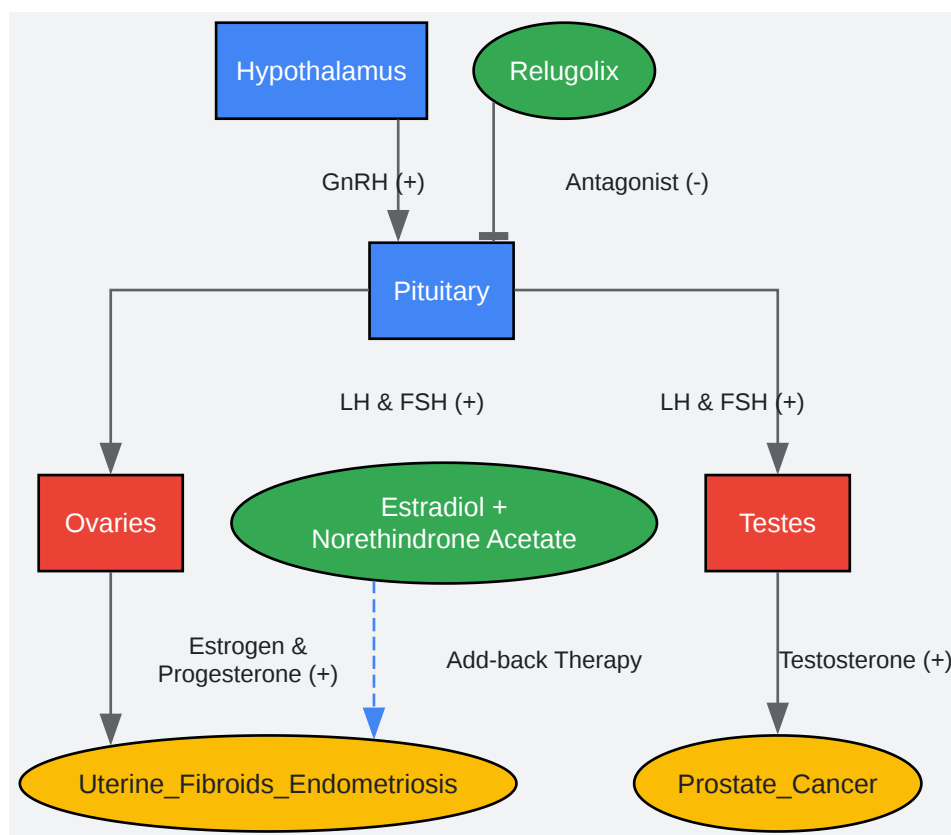 Hypothalamus
Relugolix
GnRH (+)
Antagonist (-)
Pituitary
LH & FSH (+)
LH & FSH (+)
Ovaries
Estradiol +
Norethindrone Acetate
Testes
Estrogen &
Progesterone (+)
Add-back Therapy
Testosterone (+)
Uterine_Fibroids_Endometriosis
Prostate_Cancer